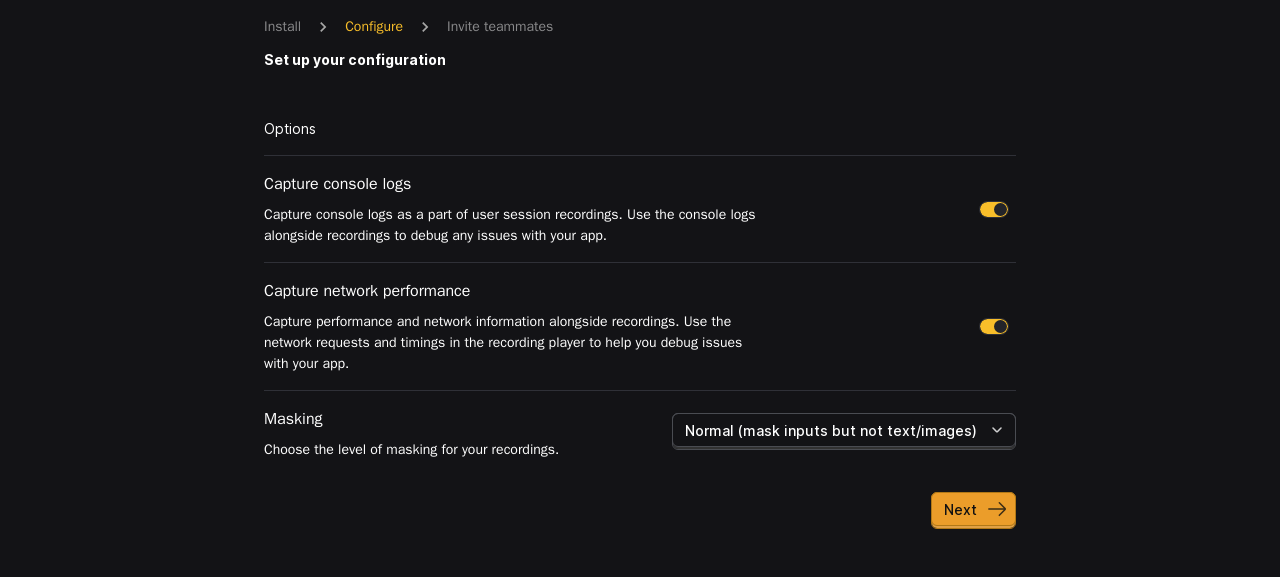 Install
Configure
Invite teammates
Set up your configuration
Options
Capture console logs
Capture console logs as a part of user session recordings. Use the console logs
alongside recordings to debug any issues with your app.
Capture network performance
Capture performance and network information alongside recordings. Use the
network requests and timings in the recording player to help you debug issues
with your app.
Masking
Normal (mask inputs but not text/images)
Choose the level of masking for your recordings.
Next